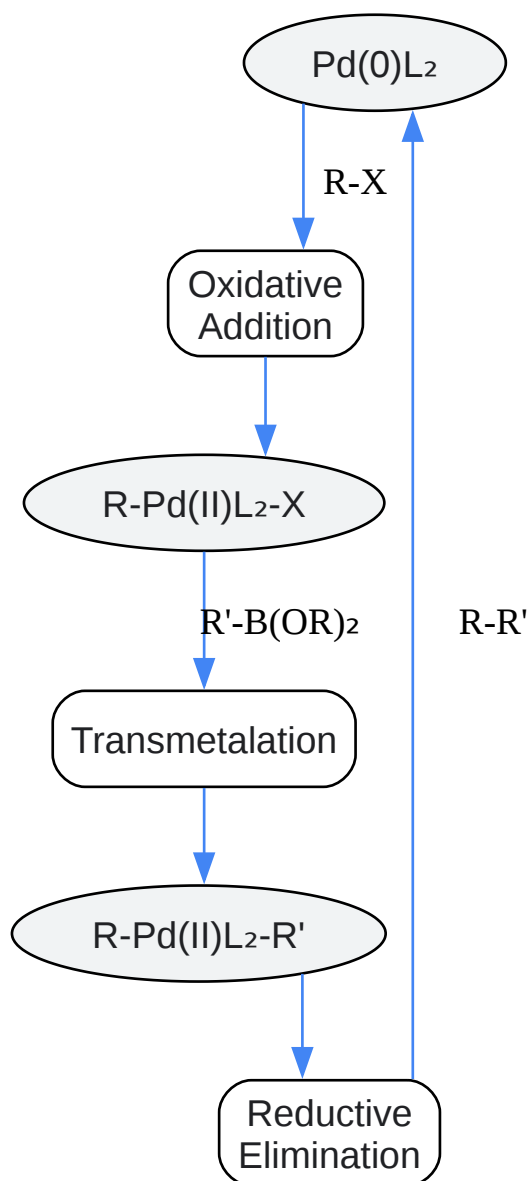 Pd(0)L₂
R-X
Oxidative
Addition
R-Pd(II)L₂-X
R'-B(OR)₂
R-R'
Transmetalation
R-Pd(II)L₂-R'
Reductive
Elimination